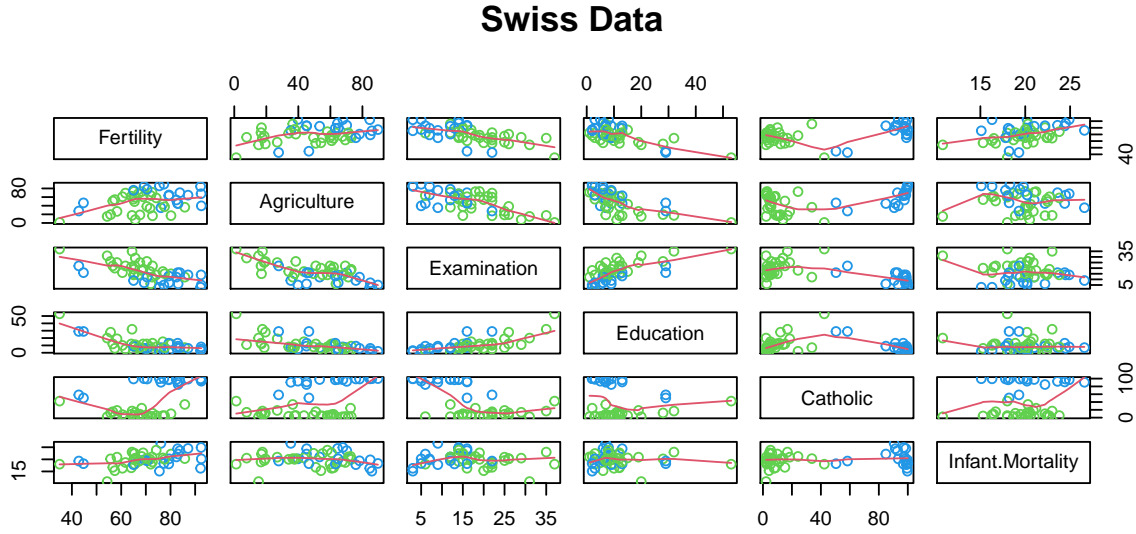 Swiss Data
0 40 80 0 20 40 15 20 25
Fertility 40
0 80 Agriculture
Examination 5 35
0 50 Education
Catholic 0 100
15 Infant.Mortality
40 60 80 5 15 25 35 0 40 80